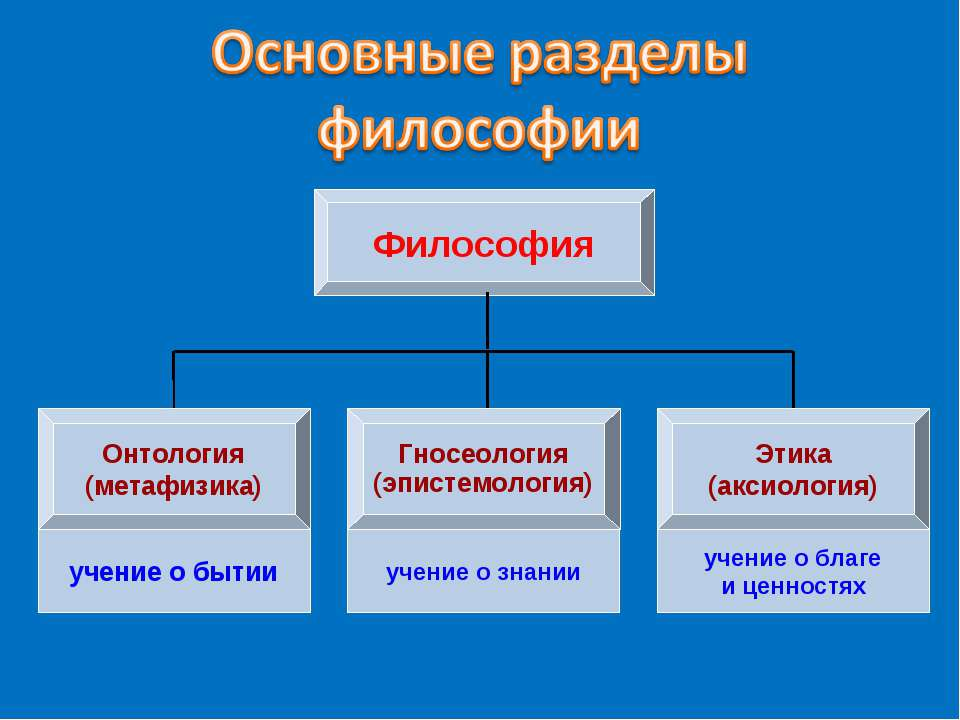 Основные разделы
философии
Философия
Онтология
(метафизика)
учение о бытии
Гносеология
(эпистемология)
учение о знании
Этика
(аксиология)
учение о благе
и ценностях